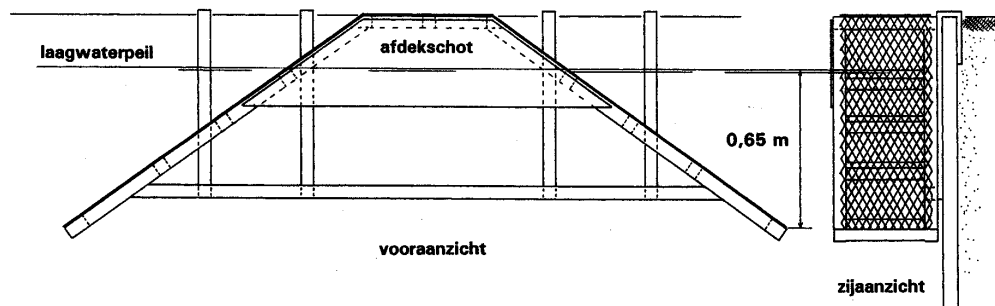 afdekschot
laagwaterpeil
0,65 m
vooraanzicht
zijaanzicht